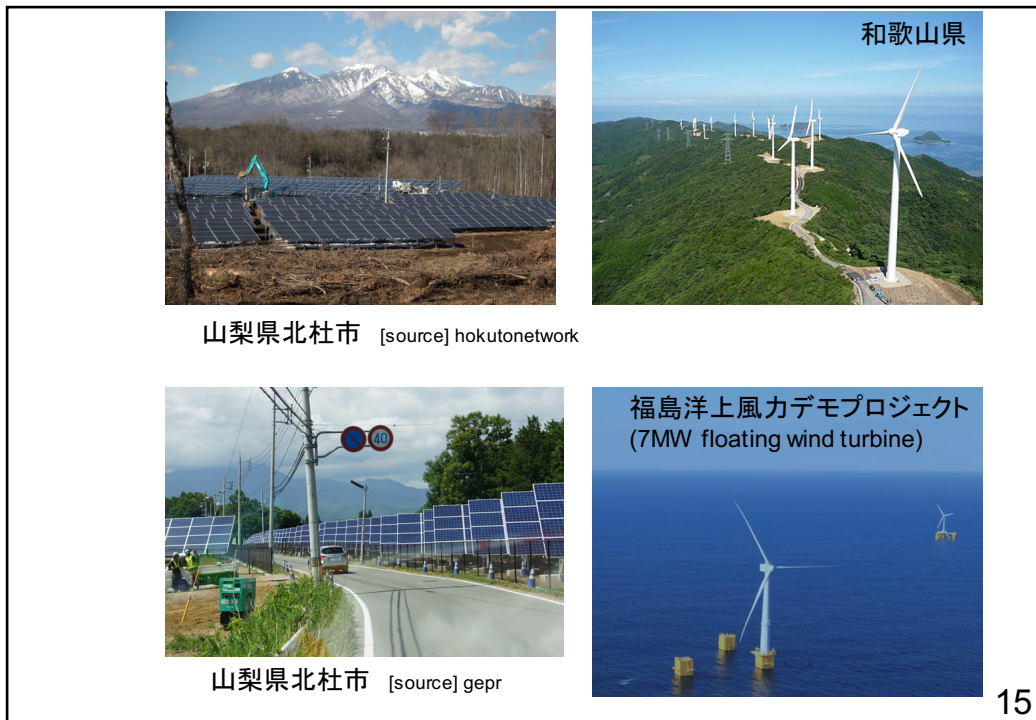 和歌山県
山梨県北杜市 [source] hokutonetwork
40
福島洋上風力デモプロジェクト
(7MW floating wind turbine)
山梨県北杜市 [source] gepr
15